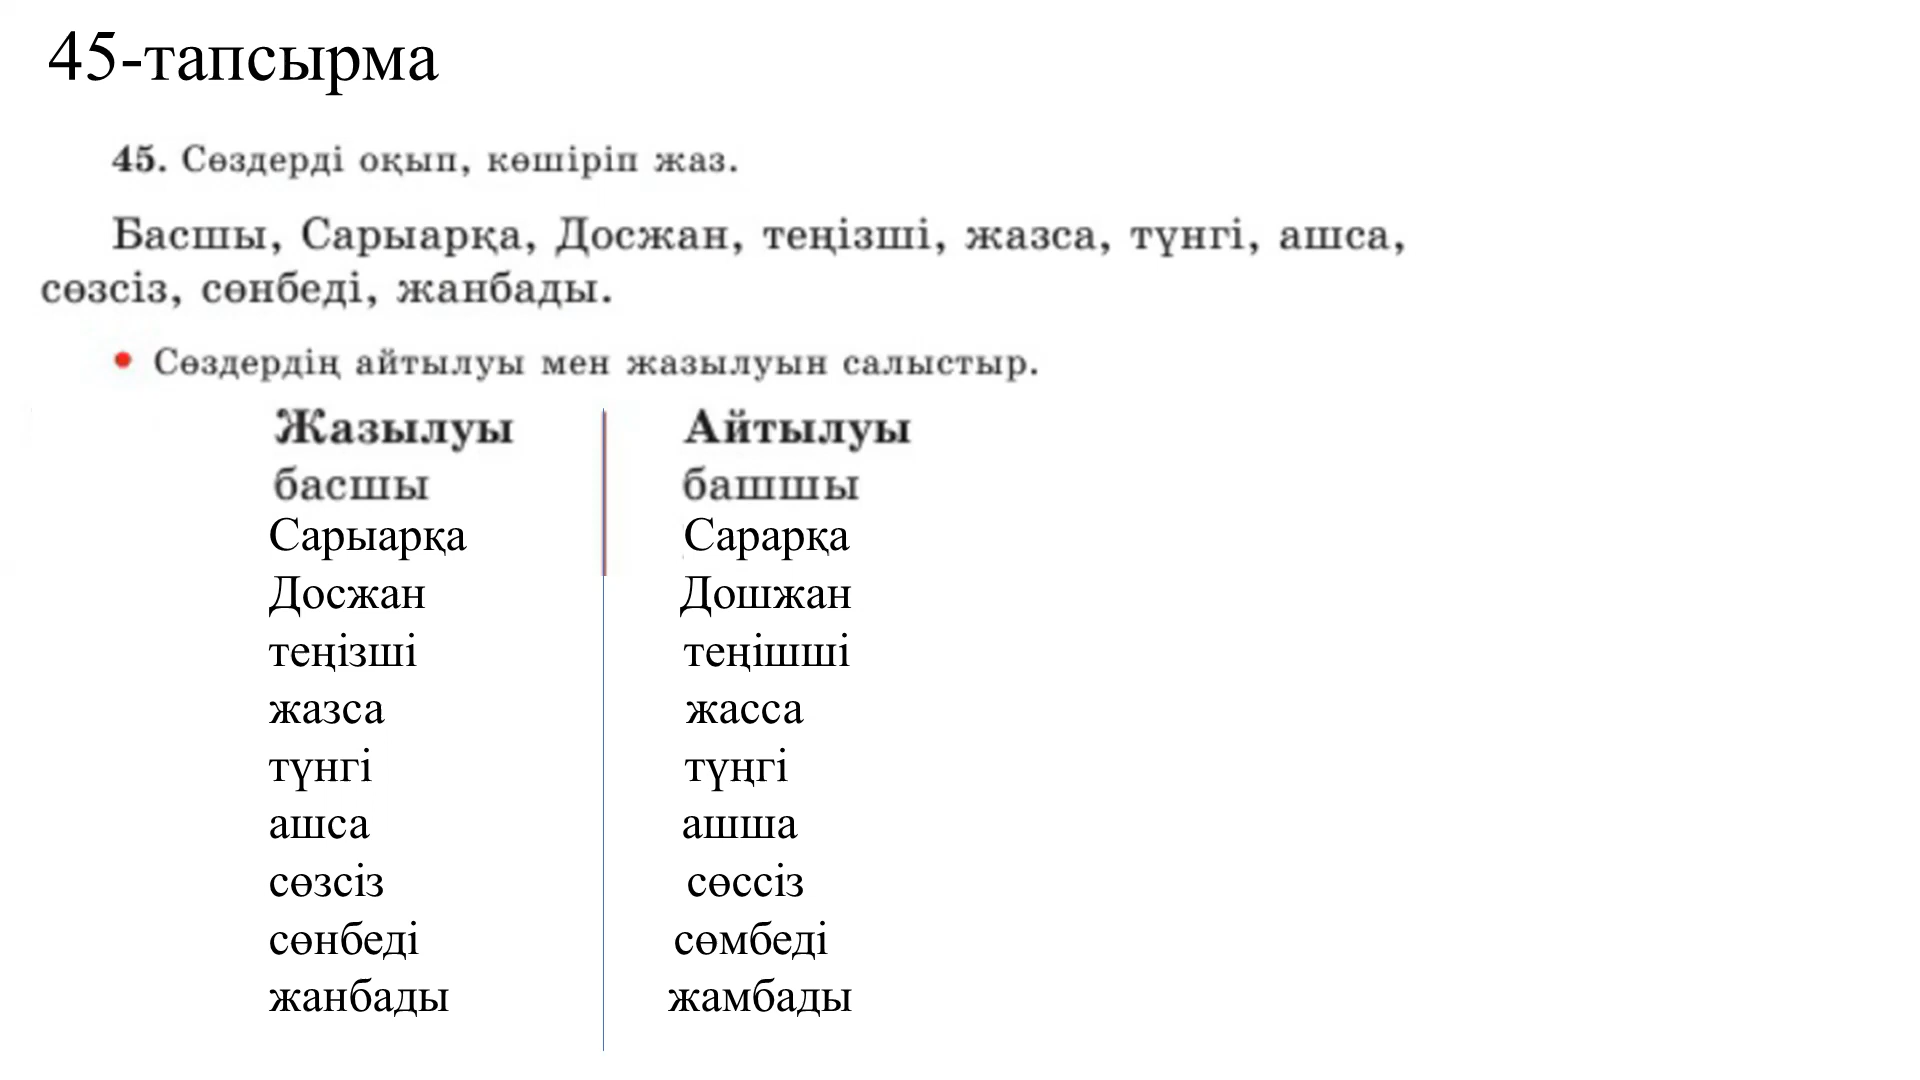 45-тапсырма
45. Сөздерді оқып, көшіріп жаз.
Басшы, Сарыарқа, Досжан, теңізші, жазса, түнгі, ашса,
сөзсіз, сөнбеді, жанбады.
• Сөздердің айтылуы мен жазылуын салыстыр.
Жазылуы Айтылуы
басшы башшы
Сарыарқа Сарарқа
Досжан Дошжан
теңізші теңішші
жазса жасса
түнгі түңгі
ашса ашша
сөзсіз сөссіз
сөнбеді сөмбеді
жанбады жамбады